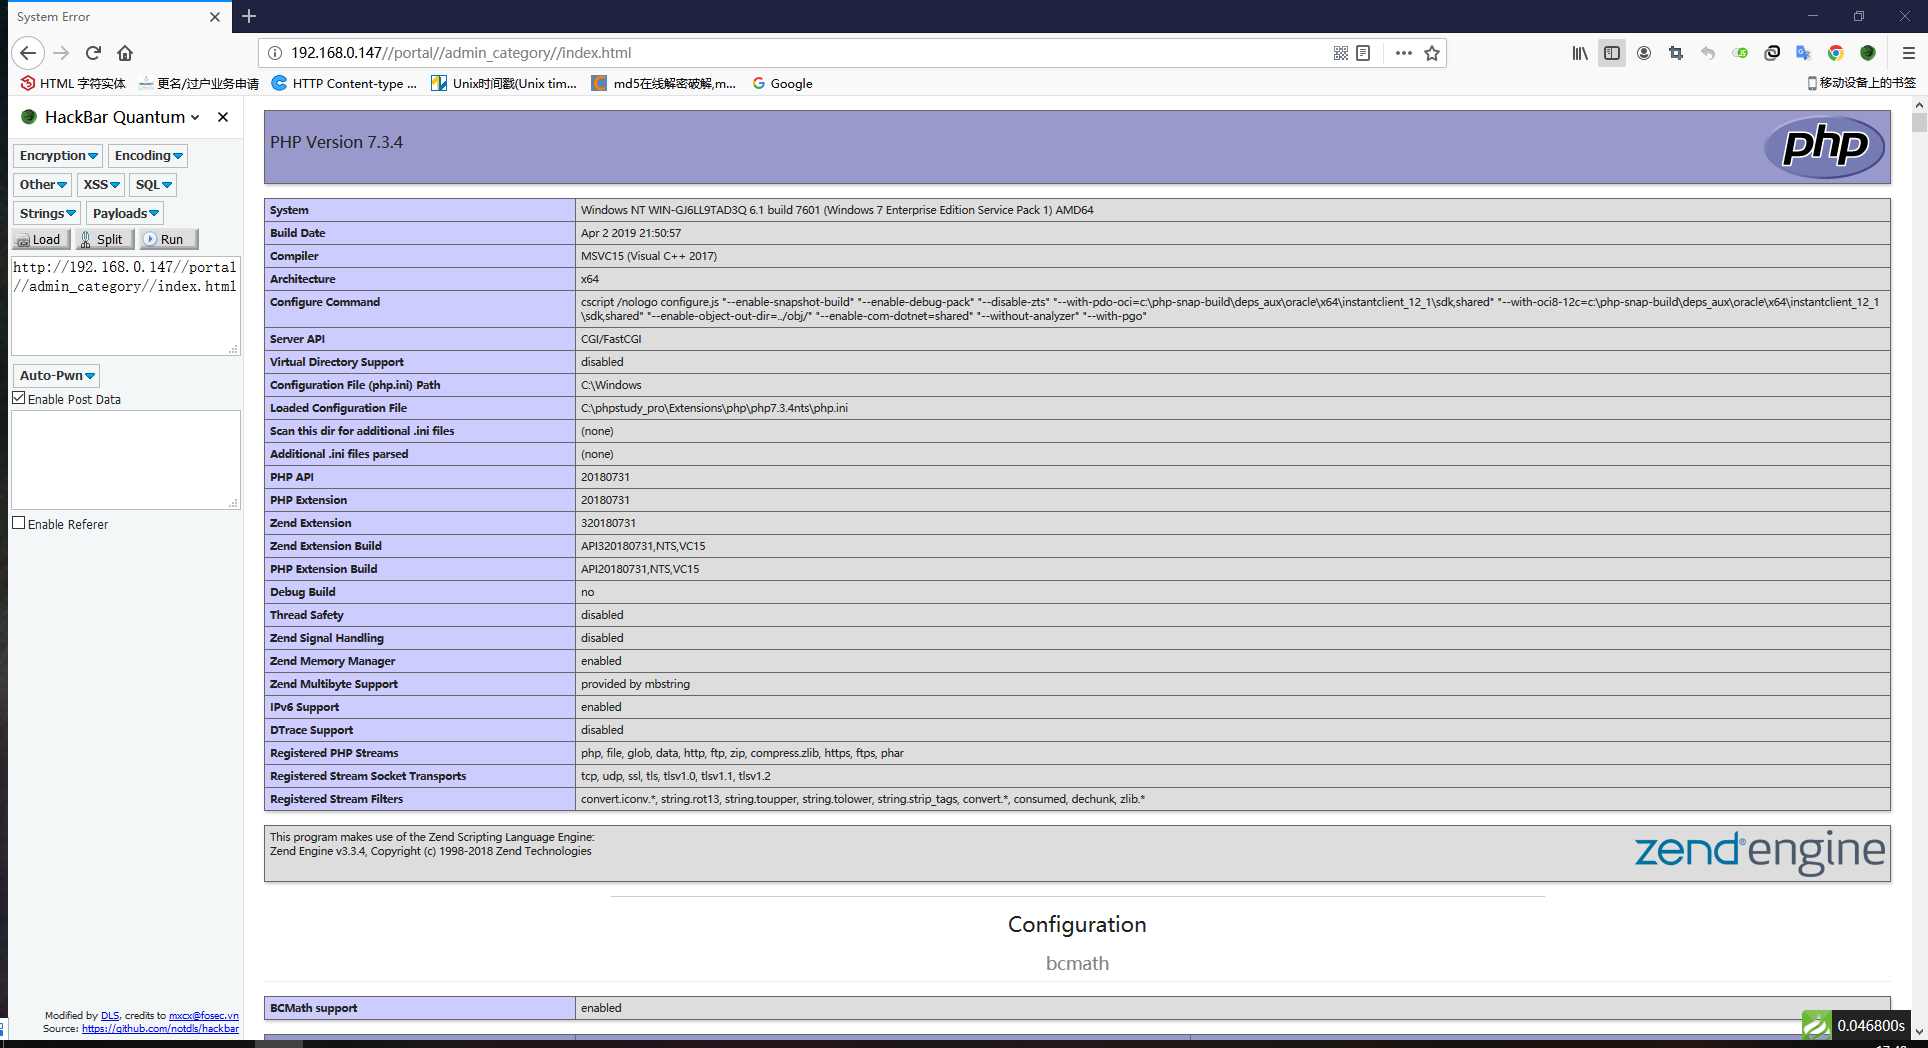 System Error
192.168.0.147//portal//admin_category//index.html
HTML 字符实体
更名/过户业务申请
HTTP Content-type ...
Unix时间戳(Unix tim...
md5在线解密破解,m...
Google
移动设备上的书签
HackBar Quantum
Encryption
Encoding
Other
XSS
SQL
Strings
Payloads
Load
Split
Run
http://192.168.0.147//portal
//admin_category//index.html
Auto-Pwn
Enable Post Data
Enable Referer
Modified by DLS, credits to mxcx@fosec.vn
Source: https://github.com/notdls/hackbar
PHP Version 7.3.4
php
System Windows NT WIN-GJ6LL9TAD3Q 6.1 build 7601 (Windows 7 Enterprise Edition Service Pack 1) AMD64
Build Date Apr 2 2019 21:50:57
Compiler MSVC15 (Visual C++ 2017)
Architecture x64
Configure Command cscript /nologo configure.js "--enable-snapshot-build" "--enable-debug-pack" "--disable-zts" "--with-pdo-oci=c:\php-snap-build\deps_aux\oracle\x64\instantclient_12_1\sdk,shared" "--with-oci8-12c=c:\php-snap-build\deps_aux\oracle\x64\instantclient_12_1
\sdk,shared" "--enable-object-out-dir=../obj/" "--enable-com-dotnet=shared" "--without-analyzer" "--with-pgo"
Server API CGI/FastCGI
Virtual Directory Support disabled
Configuration File (php.ini) Path C:\Windows
Loaded Configuration File C:\phpstudy_pro\Extensions\php\php7.3.4nts\php.ini
Scan this dir for additional .ini files (none)
Additional .ini files parsed (none)
PHP API 20180731
PHP Extension 20180731
Zend Extension 320180731
Zend Extension Build API320180731,NTS,VC15
PHP Extension Build API20180731,NTS,VC15
Debug Build no
Thread Safety disabled
Zend Signal Handling disabled
Zend Memory Manager enabled
Zend Multibyte Support provided by mbstring
IPv6 Support enabled
DTrace Support disabled
Registered PHP Streams php, file, glob, data, http, ftp, zip, compress.zlib, https, ftps, phar
Registered Stream Socket Transports tcp, udp, ssl, tls, tlsv1.0, tlsv1.1, tlsv1.2
Registered Stream Filters convert.iconv.*, string.rot13, string.toupper, string.tolower, string.strip_tags, convert.*, consumed, dechunk, zlib.*
This program makes use of the Zend Scripting Language Engine:
Zend Engine v3.3.4, Copyright (c) 1998-2018 Zend Technologies
zend engine
Configuration
bcmath
BCMath support enabled
0.046800s